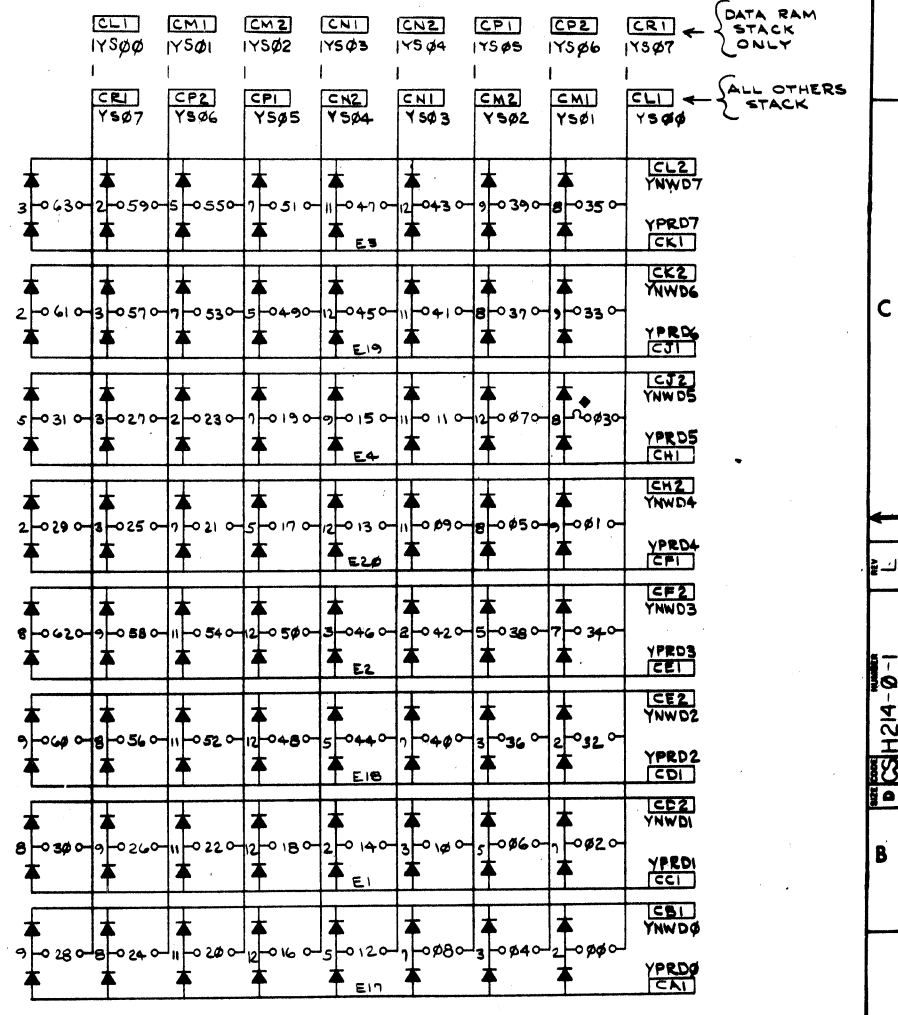 CL1 CM1 CM2 CN1 CN2 CP1 CP2 CR1
DATA RAM
STACK
ONLY
YSØØ YSØ1 YSØ2 YSØ3 YSØ4 YSØ5 YSØ6 YSØ7
CR1 CP2 CP1 CN2 CN1 CM2 CM1 CL1
ALL OTHERS
STACK
YSØ7 YSØ6 YSØ5 YSØ4 YSØ3 YSØ2 YSØ1 YSØØ
CL2
YNWD7
3 63 2 59 5 55 7 51 11 47 12 43 9 39 8 35
YPRD7
E3 CK1
CK2
YNWD6
2 61 3 57 7 53 5 49 12 45 11 41 8 37 9 33
C
YPRD6
E19 CJ1
CJ2
YNWD5
5 31 3 27 2 23 7 19 9 15 11 11 12 Ø7 8 Ø3
YPRD5
E4 CH1
CH2
YNWD4
2 29 3 25 7 21 5 17 12 13 11 Ø9 8 Ø5 9 Ø1
YPRD4
E2Ø CF1
REV
L
CF2
YNWD3
8 62 9 58 11 54 12 5Ø 3 46 2 42 5 38 7 34
YPRD3
E2 CE1
NUMBER
CE2
YNWD2
9 6Ø 8 56 11 52 12 48 5 44 7 4Ø 3 36 2 32
YPRD2
E18 CD1
SIZE CODE
D CS H214-Ø-1
CD2
YNWD1
8 3Ø 9 26 11 22 12 18 2 14 3 1Ø 5 Ø6 7 Ø2
B
YPRD1
E1 CC1
CB1
YNWDØ
9 28 8 24 11 2Ø 12 16 5 12 7 Ø8 3 Ø4 2 ØØ
YPRDØ
E17 CA1